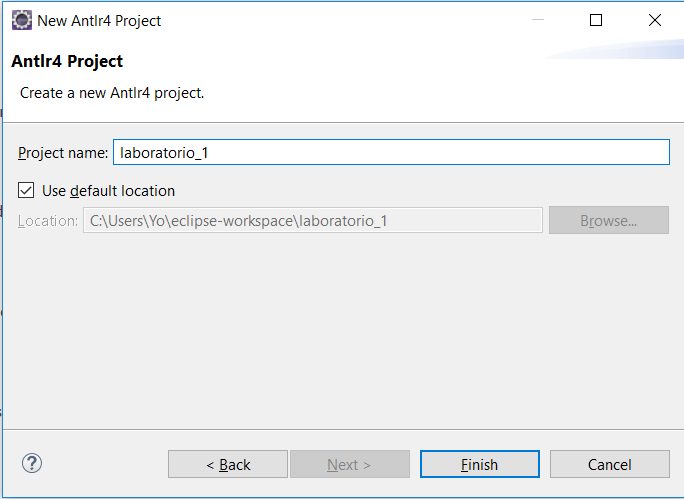 New Antlr4 Project
Antlr4 Project
Create a new Antlr4 project.
Project name: laboratorio_1
Use default location
Location: C:\Users\Yo\eclipse-workspace\laboratorio_1 Browse...
? < Back Next > Finish Cancel